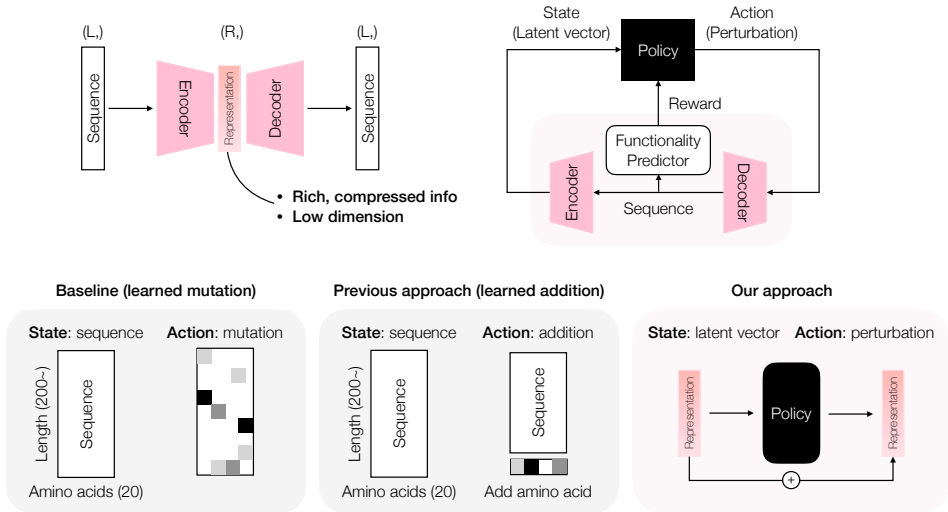 (L,)
(R,)
(L,)
Sequence
Encoder
Representation
Decoder
Sequence
• Rich, compressed info
• Low dimension
State
(Latent vector)
Policy
Action
(Perturbation)
Reward
Functionality
Predictor
Encoder
Sequence
Decoder
Baseline (learned mutation)
State: sequence
Action: mutation
Length (200~)
Sequence
Amino acids (20)
Previous approach (learned addition)
State: sequence
Action: addition
Length (200~)
Sequence
Sequence
Amino acids (20)
Add amino acid
Our approach
State: latent vector
Action: perturbation
Representation
Policy
Representation
+